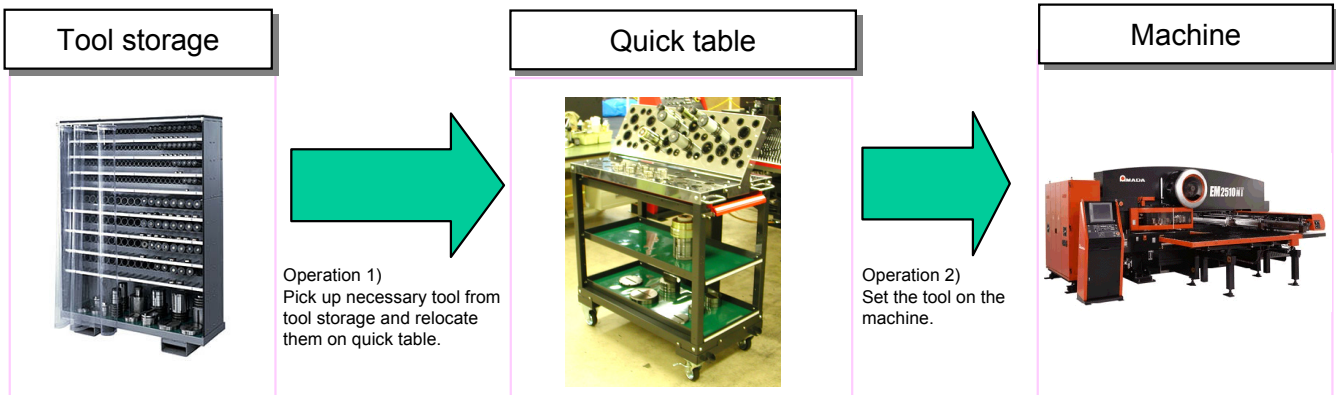 Tool storage
Quick table
Machine
Operation 1)
Pick up necessary tool from
tool storage and relocate
them on quick table.
Operation 2)
Set the tool on the
machine.
AMADA
EM2510NT